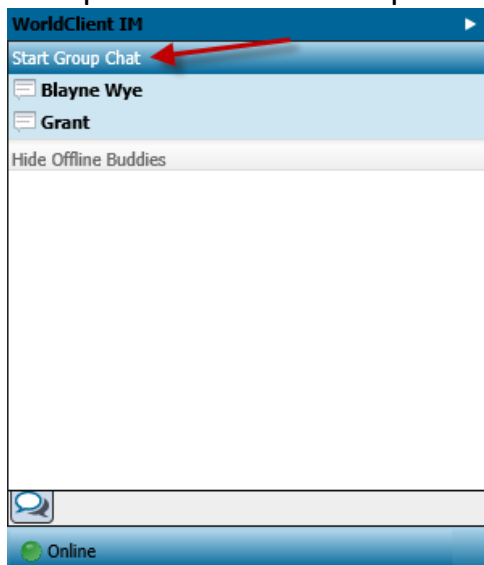 WorldClient IM
Start Group Chat
Blayne Wye
Grant
Hide Offline Buddies
Online